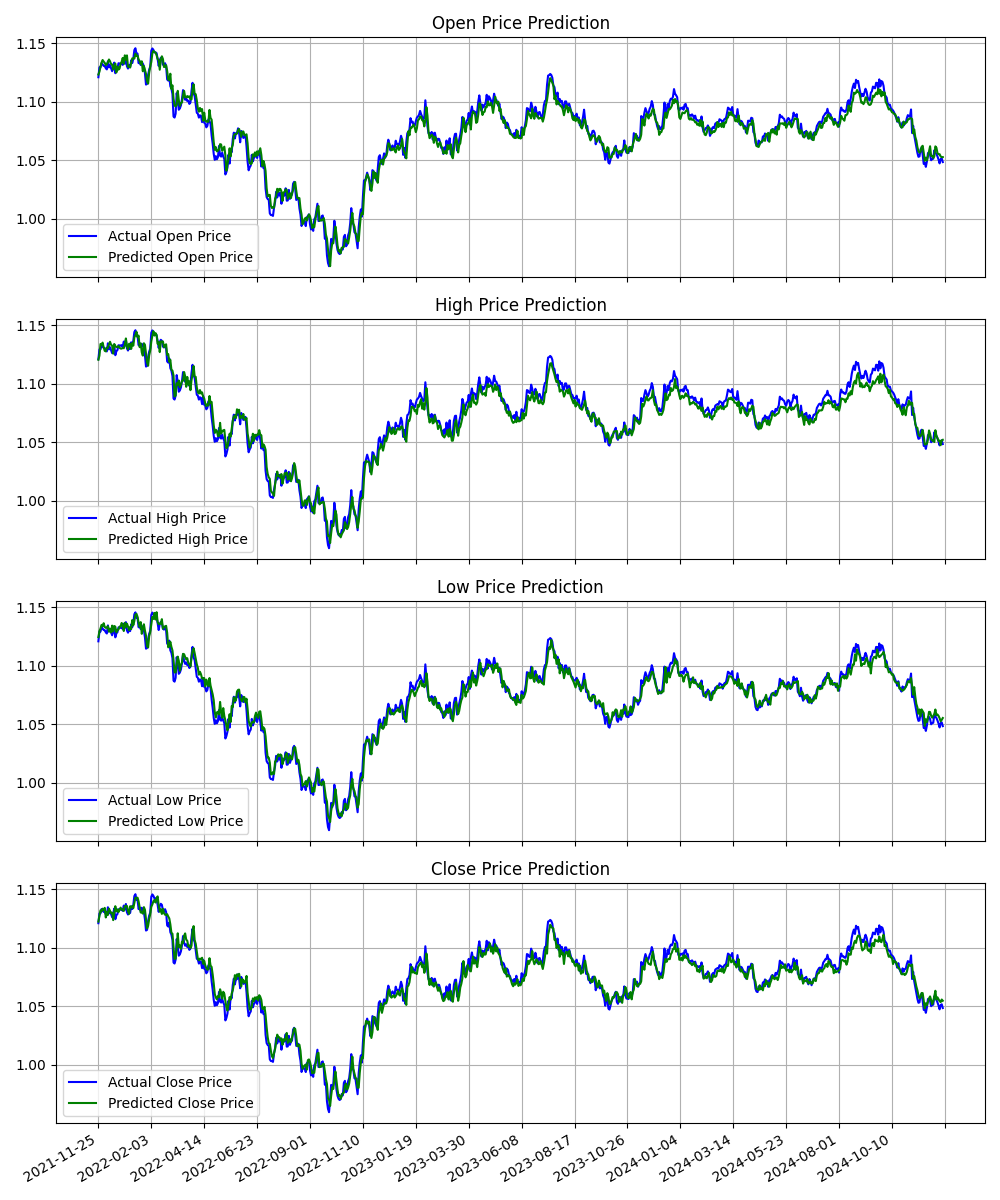 Open Price Prediction
1.15
1.10
1.05
1.00
Actual Open Price
Predicted Open Price
High Price Prediction
1.15
1.10
1.05
1.00
Actual High Price
Predicted High Price
Low Price Prediction
1.15
1.10
1.05
1.00
Actual Low Price
Predicted Low Price
Close Price Prediction
1.15
1.10
1.05
1.00
Actual Close Price
Predicted Close Price
2021-11-25
2022-02-03
2022-04-14
2022-06-23
2022-09-01
2022-11-10
2023-01-19
2023-03-30
2023-06-08
2023-08-17
2023-10-26
2024-01-04
2024-03-14
2024-05-23
2024-08-01
2024-10-10